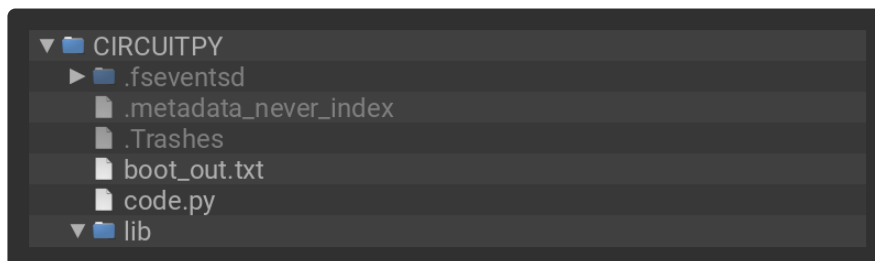 CIRCUITPY
.fseventsd
.metadata_never_index
.Trashes
boot_out.txt
code.py
lib